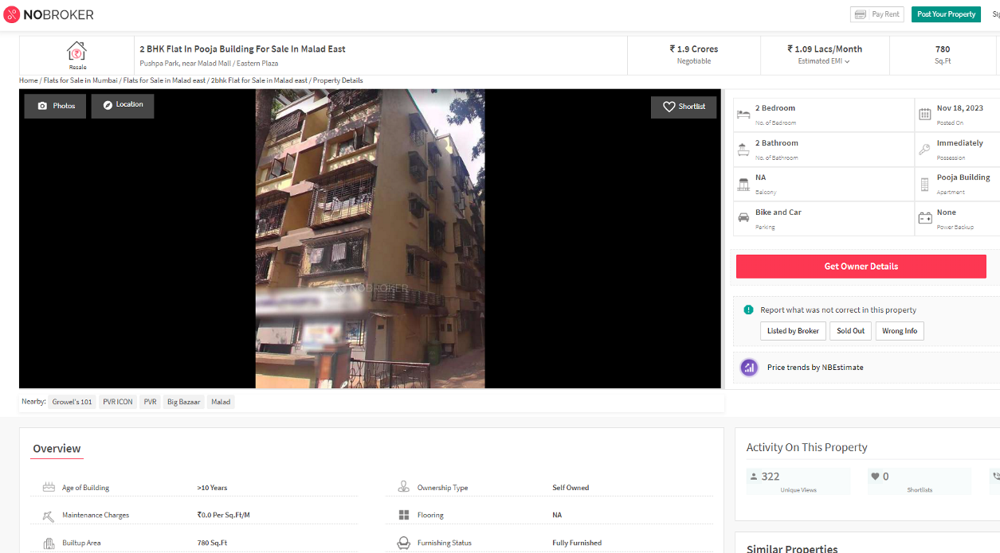 NOBROKER
Pay Rent
Post Your Property
Resale
2 BHK Flat In Pooja Building For Sale In Malad East
Pushpa Park, near Malad Mall / Eastern Plaza
₹ 1.9 Crores
Negotiable
₹ 1.09 Lacs/Month
Estimated EMI
780
Sq.Ft
Home / Flats for Sale in Mumbai / Flats for Sale in Malad east / 2bhk Flat for Sale in Malad east / Property Details
Photos
Location
Shortlist
NOBROKER
2 Bedroom
No. of Bedroom
Nov 18, 2023
Posted On
2 Bathroom
No. of Bathroom
Immediately
Possession
NA
Balcony
Pooja Building
Apartment
Bike and Car
Parking
None
Power Backup
Get Owner Details
Report what was not correct in this property
Listed by Broker
Sold Out
Wrong Info
Price trends by NBEstimate
Nearby: Growel's 101 PVR ICON PVR Big Bazaar Malad
Overview
Age of Building >10 Years
Ownership Type Self Owned
Maintenance Charges ₹0.0 Per Sq.Ft/M
Flooring NA
Builtup Area 780 Sq.Ft
Furnishing Status Fully Furnished
Activity On This Property
322
Unique Views
0
Shortlists
Similar Properties